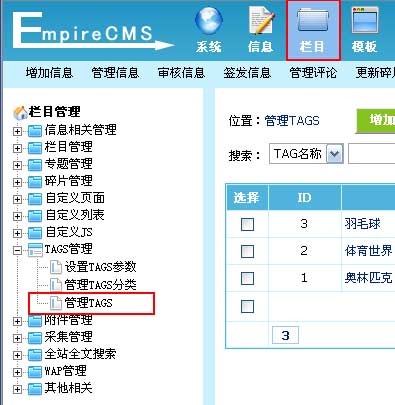 EmpireCMS
系统 信息 栏目 模板
增加信息 管理信息 审核信息 签发信息 管理评论 更新碎
栏目管理
信息相关管理
栏目管理
专题管理
碎片管理
自定义页面
自定义列表
自定义JS
TAGS管理
设置TAGS参数
管理TAGS分类
管理TAGS
附件管理
采集管理
全站全文搜索
WAP管理
其他相关
位置：管理TAGS 增加
搜索： TAG名称
选择 ID
3 羽毛球
2 体育世界
1 奥林匹克
3